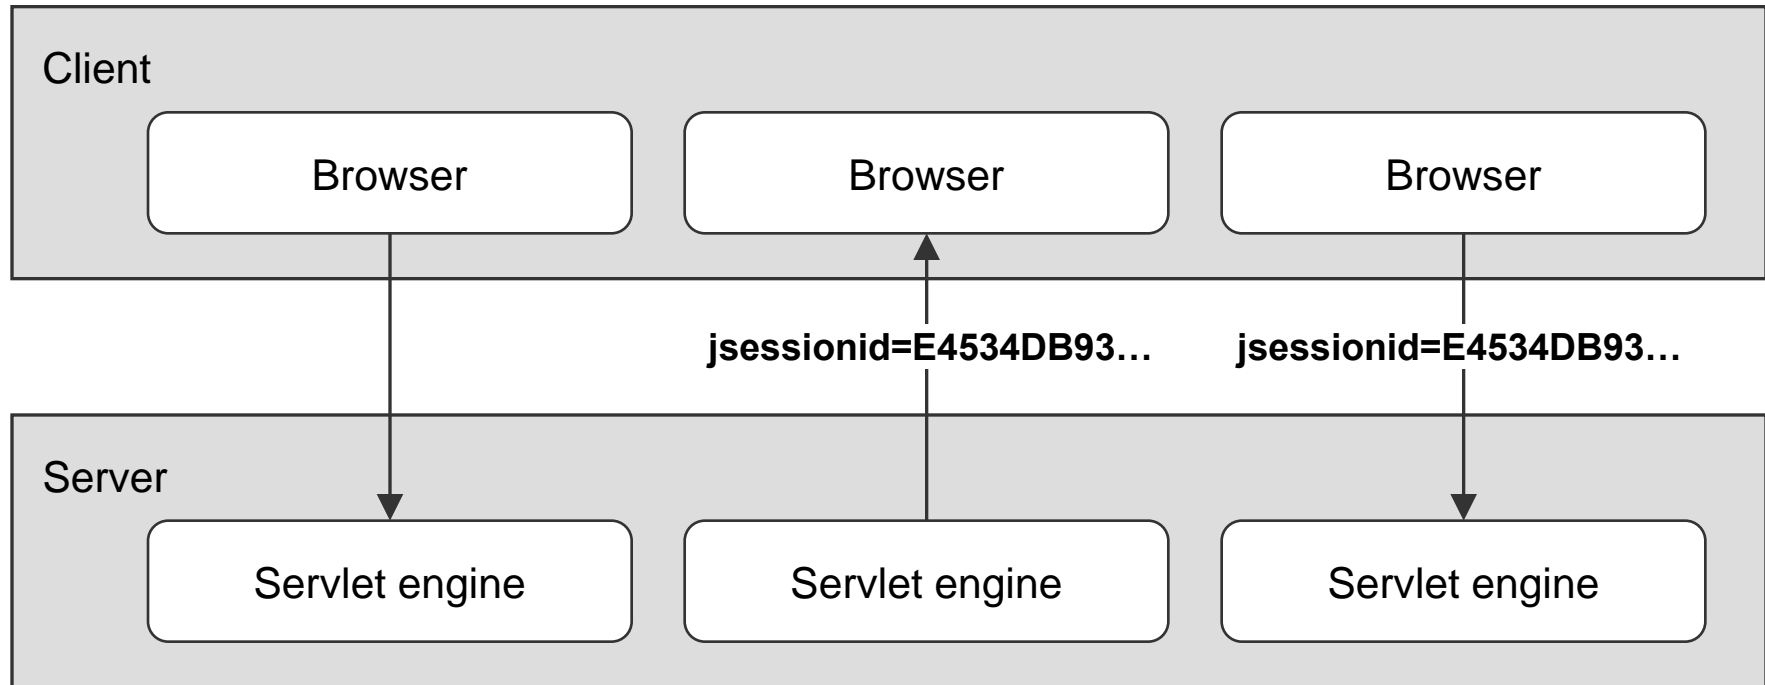 Client
Browser Browser Browser
jsessionid=E4534DB93… jsessionid=E4534DB93…
Server
Servlet engine Servlet engine Servlet engine